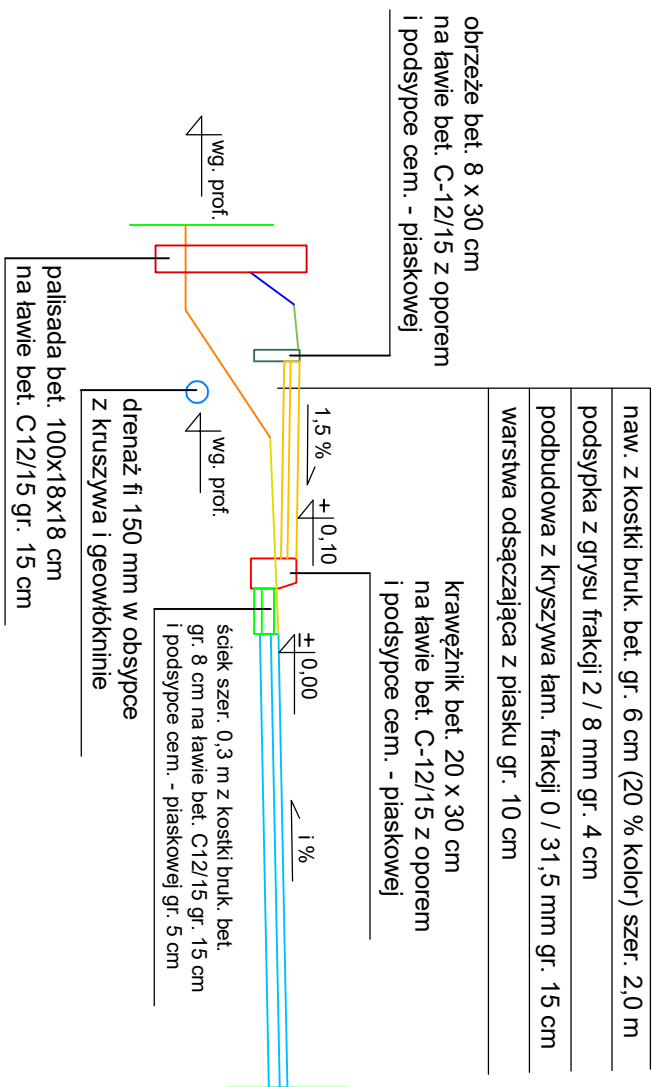 naw. z kostki bruk. bet. gr. 6 cm (20 % kolor) szer. 2,0 m
podsypka z grysu frakcji 2 / 8 mm gr. 4 cm
podbudowa z kryszywa łam. frakcji 0 / 31,5 mm gr. 15 cm
warstwa odsączająca z piasku gr. 10 cm
obrzeże bet. 8 x 30 cm
na ławie bet. C-12/15 z oporem
i podsypce cem. - piaskowej
krawężnik bet. 20 x 30 cm
na ławie bet. C-12/15 z oporem
i podsypce cem. - piaskowej
wg. prof.
1,5 %
+ 0,10
± 0,00
i %
wg. prof.
ściek szer. 0,3 m z kostki bruk. bet.
gr. 8 cm na ławie bet. C12/15 gr. 15 cm
i podsypce cem. - piaskowej gr. 5 cm
drenaż fi 150 mm w obsypce
z kruszywa i geowłókninie
palisada bet. 100x18x18 cm
na ławie bet. C12/15 gr. 15 cm